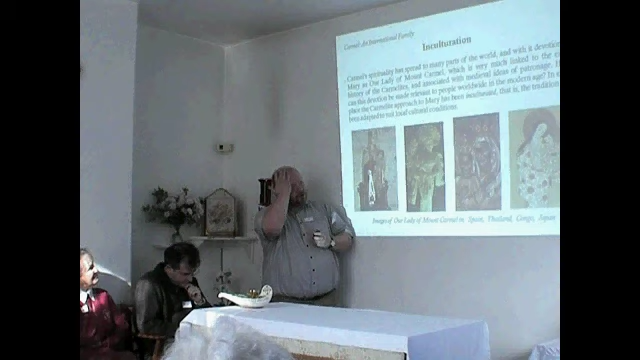 Carmel: An International Family
Inculturation
Carmel's spirituality has spread to many parts of the world, and with it devotion
Mary as Our Lady of Mount Carmel, which is very much linked to the
history of the Carmelites, and associated with medieval ideas of patronage.
can this devotion be made relevant to people worldwide in the modern age? In
place the Carmelite approach to Mary has been inculturated, that is, the tradition
been adapted to suit local cultural conditions.
Images of Our Lady of Mount Carmel in Spain, Thailand, Congo, Japan